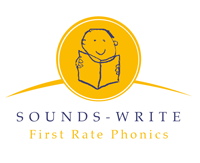 SOUNDS-WRITE
First Rate Phonics